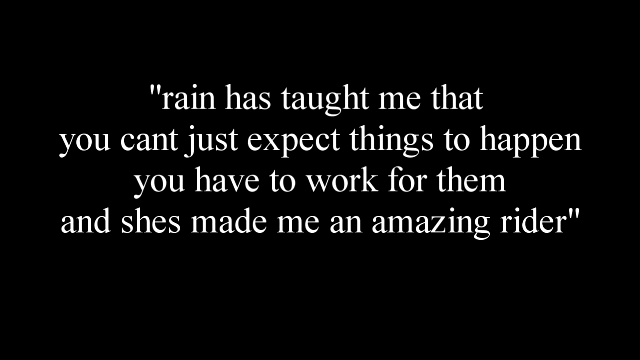 "rain has taught me that
you cant just expect things to happen
you have to work for them
and shes made me an amazing rider"